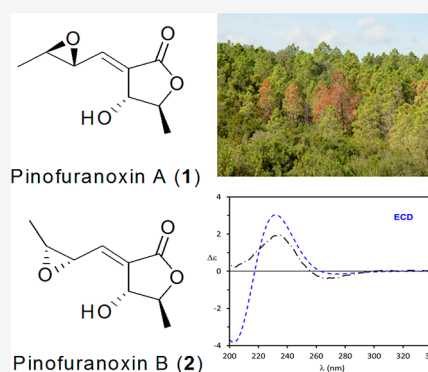 O
O
O
HO
Pinofuranoxin A (1)
O
O
O
HO
Pinofuranoxin B (2)
4
2
0
-2
-4
Δε
ECD
200 220 240 260 280 300 320 340
λ (nm)